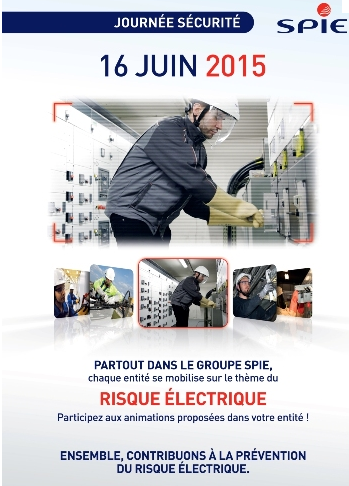 JOURNÉE SÉCURITÉ
SPIE
16 JUIN 2015
PARTOUT DANS LE GROUPE SPIE,
chaque entité se mobilise sur le thème du
RISQUE ÉLECTRIQUE
Participez aux animations proposées dans votre entité !
ENSEMBLE, CONTRIBUONS À LA PRÉVENTION
DU RISQUE ÉLECTRIQUE.